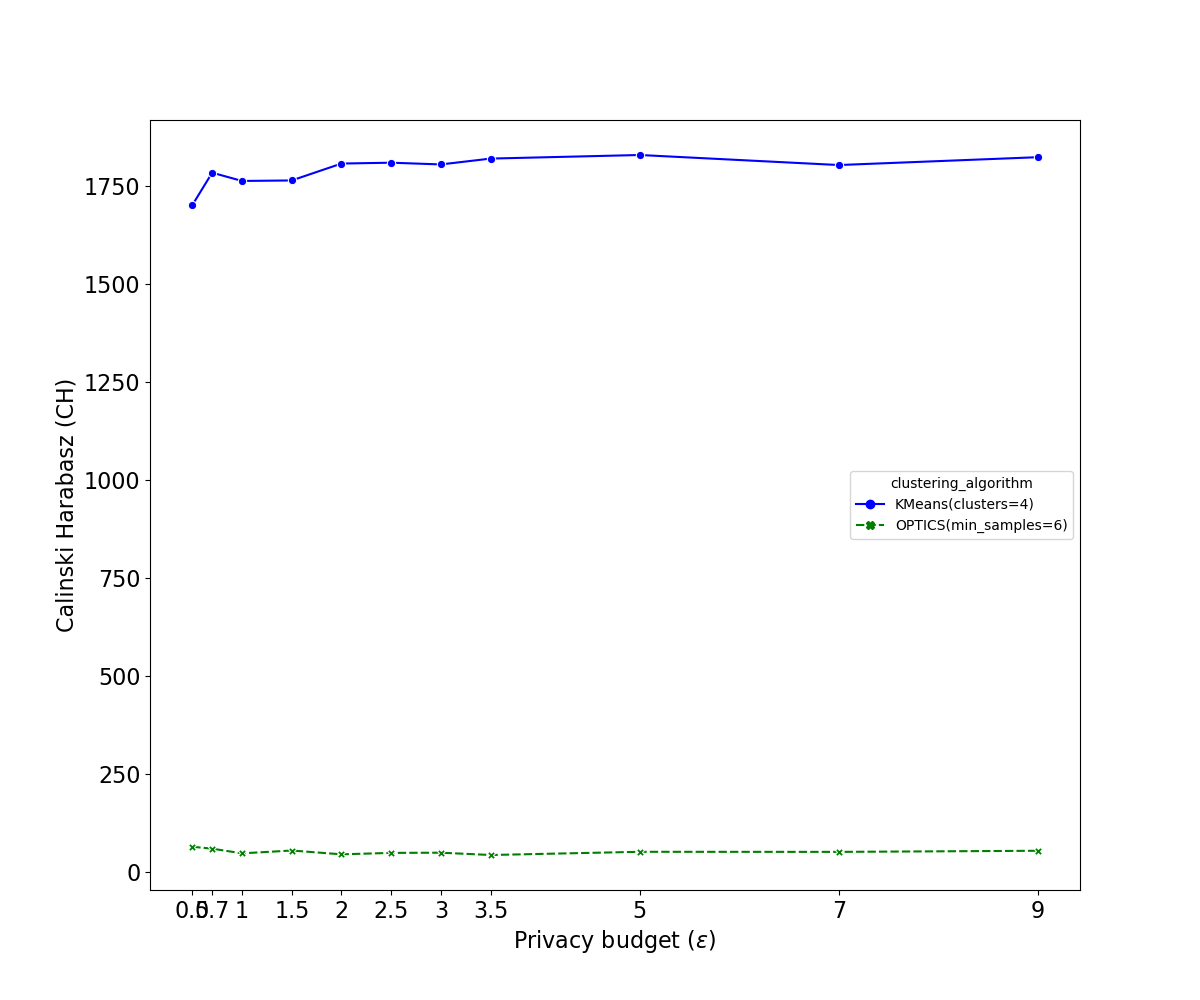 1750
1500
1250
1000
750
500
250
0
Calinski Harabasz (CH)
clustering_algorithm
KMeans(clusters=4)
OPTICS(min_samples=6)
0.5 0.7 1 1.5 2 2.5 3 3.5 5 7 9
Privacy budget (ε)